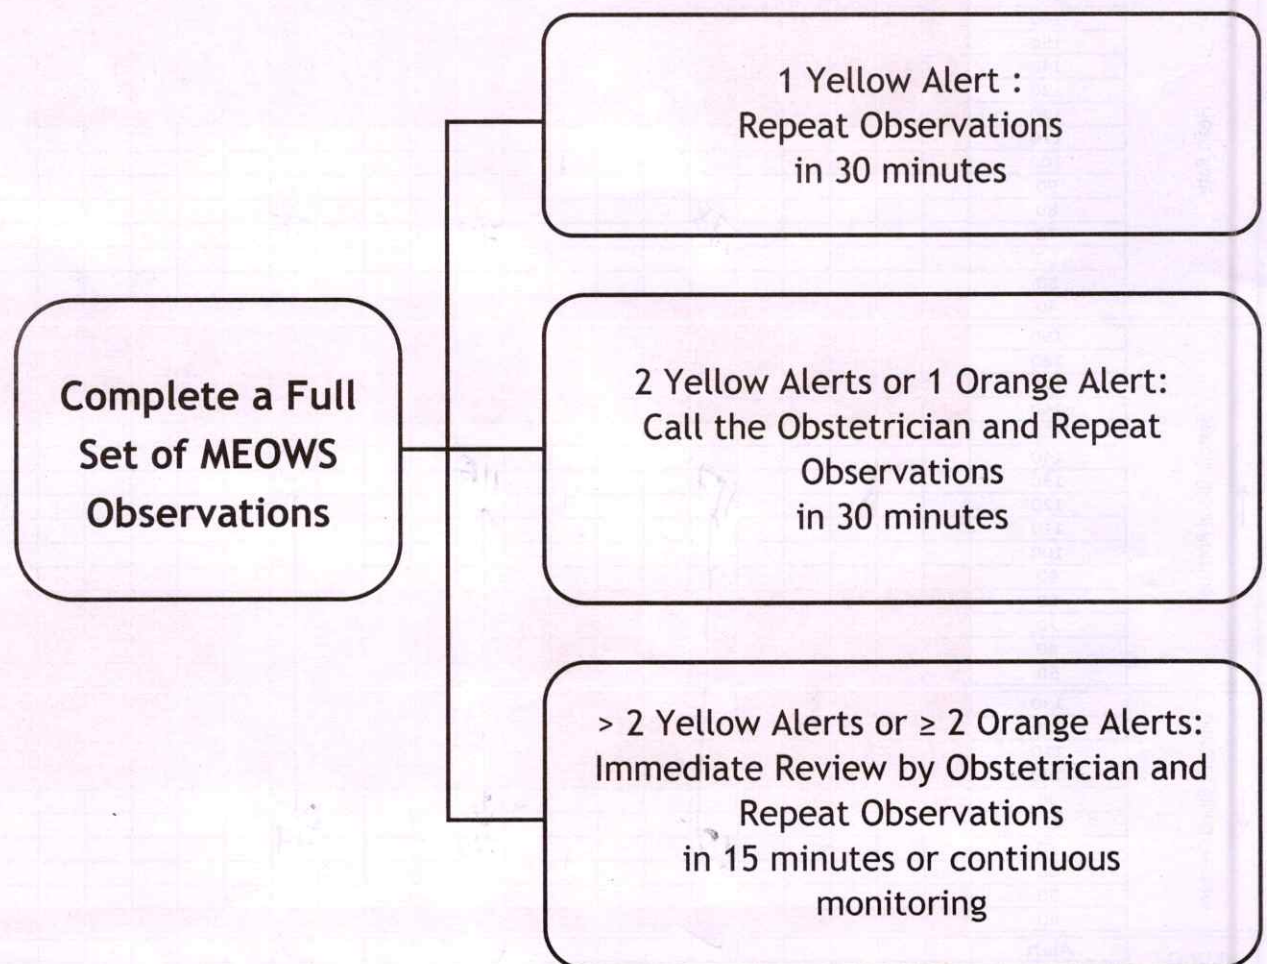 1 Yellow Alert :
Repeat Observations
in 30 minutes
Complete a Full
Set of MEOWS
Observations
2 Yellow Alerts or 1 Orange Alert:
Call the Obstetrician and Repeat
Observations
in 30 minutes
> 2 Yellow Alerts or ≥ 2 Orange Alerts:
Immediate Review by Obstetrician and
Repeat Observations
in 15 minutes or continuous
monitoring